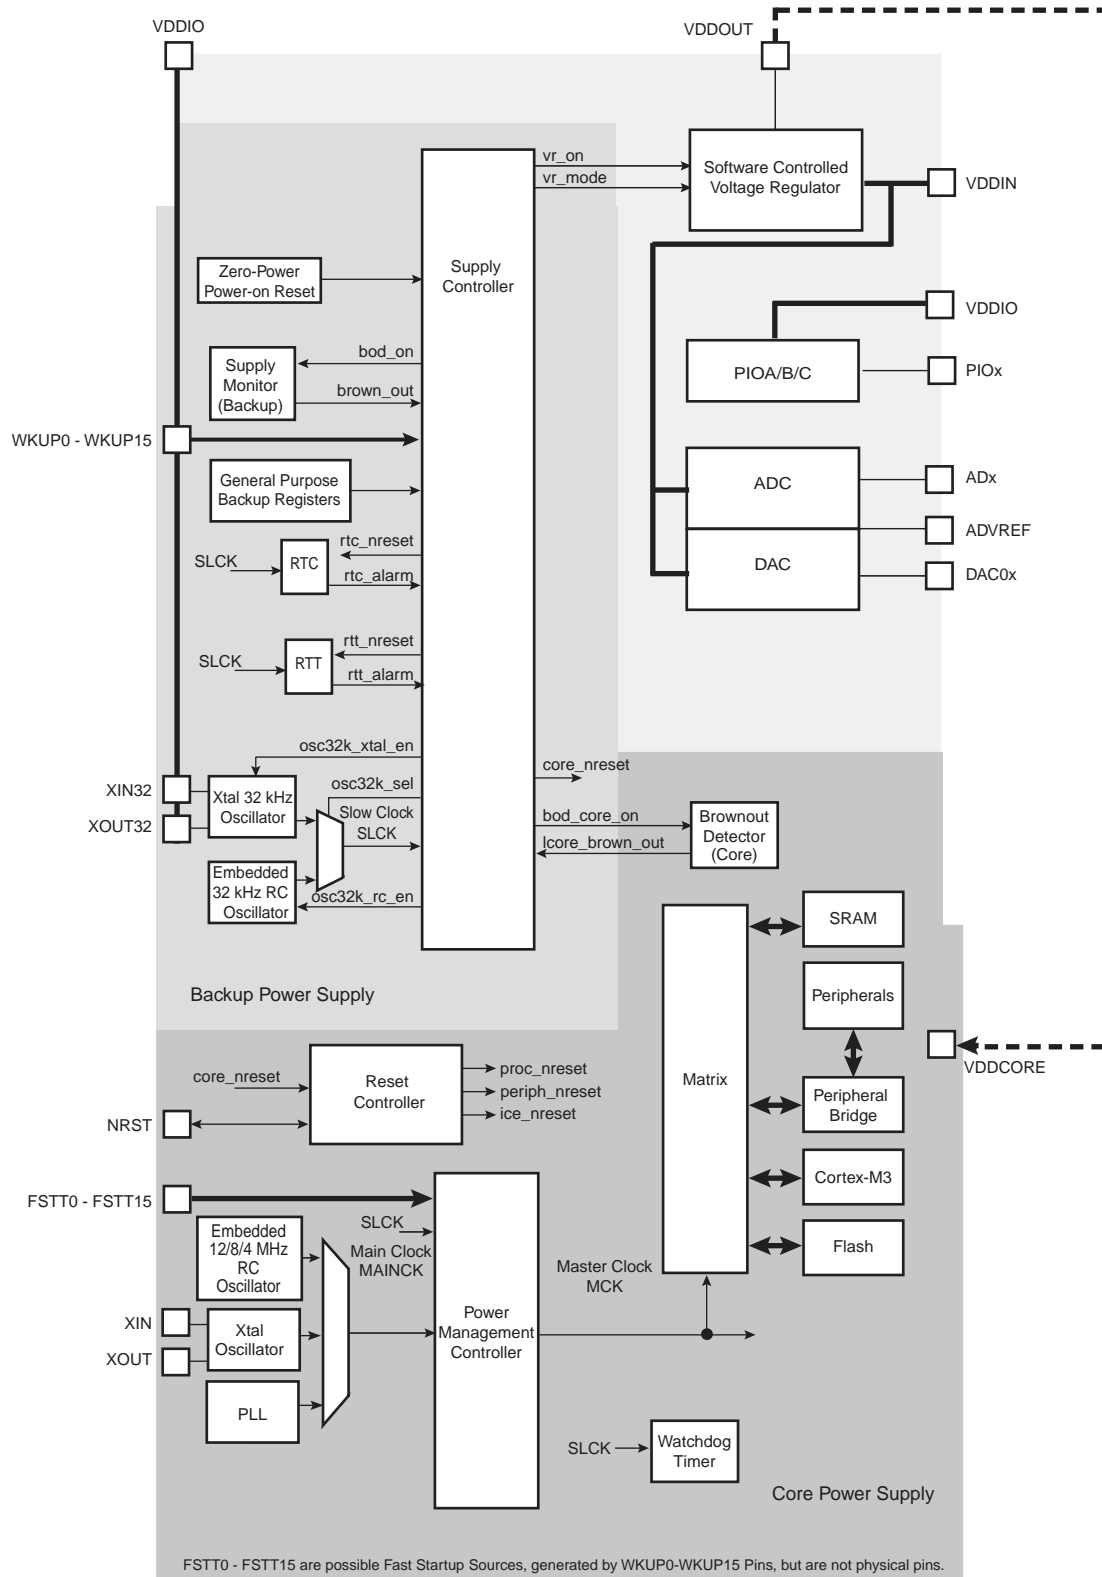 VDDIO
VDDOUT
vr_on
vr_mode
Software Controlled
Voltage Regulator
VDDIN
Zero-Power
Power-on Reset
Supply
Controller
VDDIO
bod_on
Supply
Monitor
(Backup)
brown_out
PIOA/B/C
PIOx
WKUP0 - WKUP15
General Purpose
Backup Registers
ADC
ADx
ADVREF
rtc_nreset
SLCK
RTC
rtc_alarm
DAC
DAC0x
rtt_nreset
SLCK
RTT
rtt_alarm
osc32k_xtal_en
core_nreset
XIN32
Xtal 32 kHz
Oscillator
osc32k_sel
Slow Clock
SLCK
XOUT32
bod_core_on
lcore_brown_out
Brownout
Detector
(Core)
Embedded
32 kHz RC
Oscillator
osc32k_rc_en
SRAM
Backup Power Supply
Peripherals
VDDCORE
core_nreset
Reset
Controller
proc_nreset
periph_nreset
ice_nreset
Matrix
Peripheral
Bridge
NRST
Cortex-M3
FSTT0 - FSTT15
SLCK
Embedded
12/8/4 MHz
RC
Oscillator
Main Clock
MAINCK
Master Clock
MCK
Flash
XIN
Xtal
Oscillator
XOUT
Power
Management
Controller
PLL
SLCK
Watchdog
Timer
Core Power Supply
FSTT0 - FSTT15 are possible Fast Startup Sources, generated by WKUP0-WKUP15 Pins, but are not physical pins.